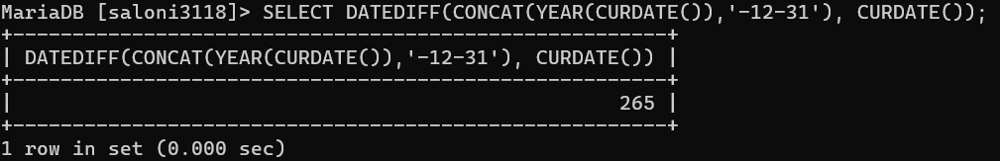 MariaDB [saloni3118]> SELECT DATEDIFF(CONCAT(YEAR(CURDATE()),'-12-31'), CURDATE());
+-------------------------------------------------------+
| DATEDIFF(CONCAT(YEAR(CURDATE()),'-12-31'), CURDATE()) |
+-------------------------------------------------------+
|                                                   265 |
+-------------------------------------------------------+
1 row in set (0.000 sec)